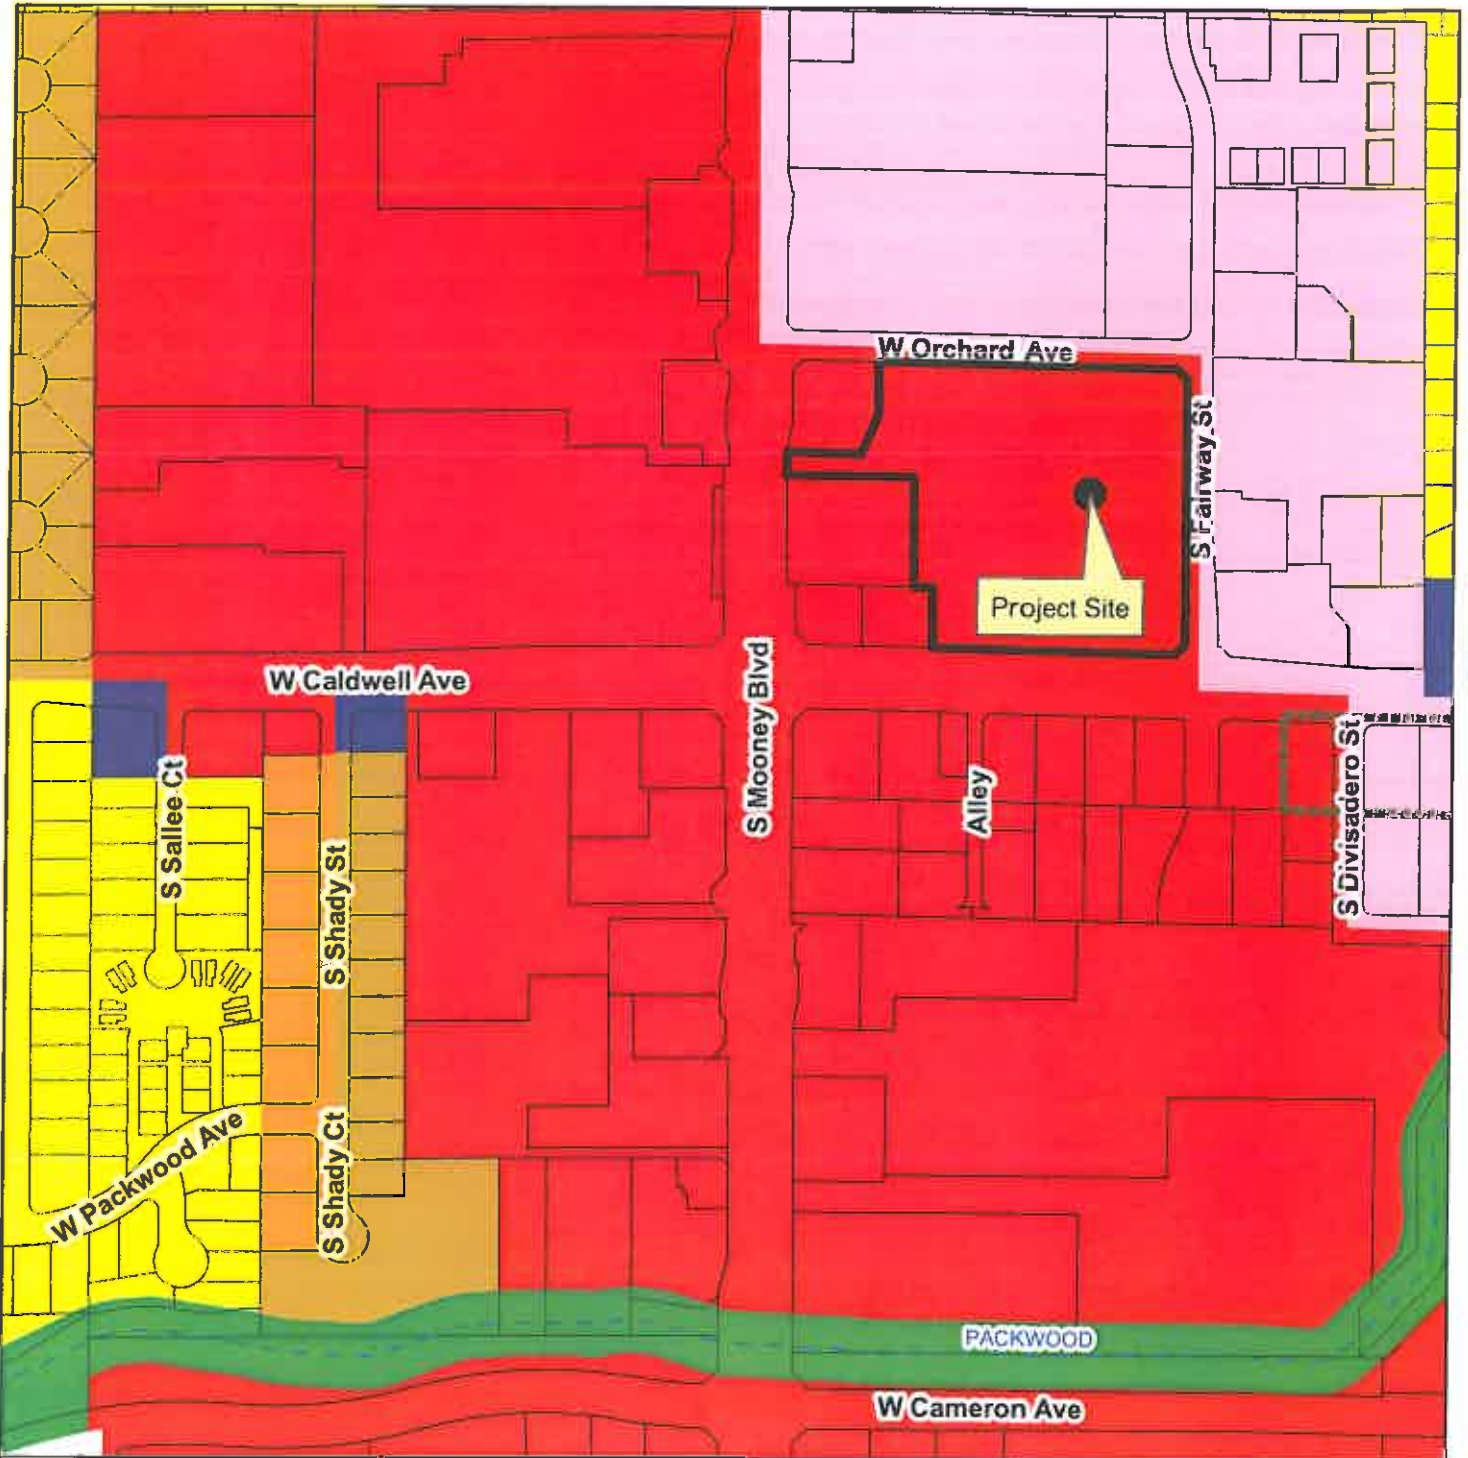 W Orchard Ave
S Fairway St
Project Site
W Caldwell Ave
S Mooney Blvd
S Sallee Ct
S Shady St
Alley
S Divisadero St
W Packwood Ave
S Shady Ct
PACKWOOD
W Cameron Ave